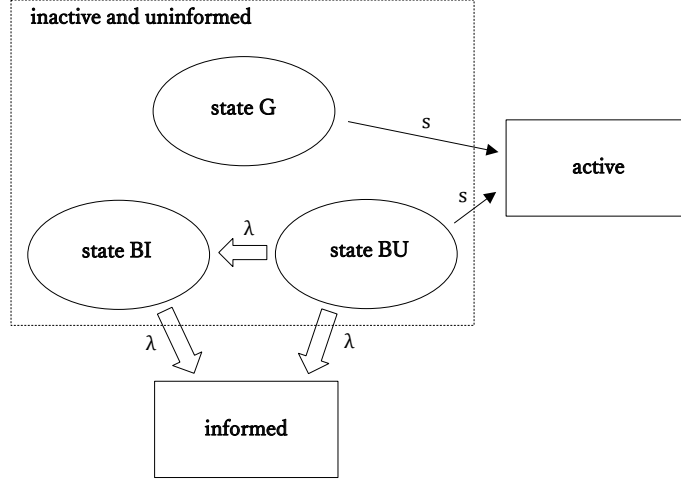 inactive and uninformed
state G
s
active
s
state BI
λ
state BU
λ
λ
informed